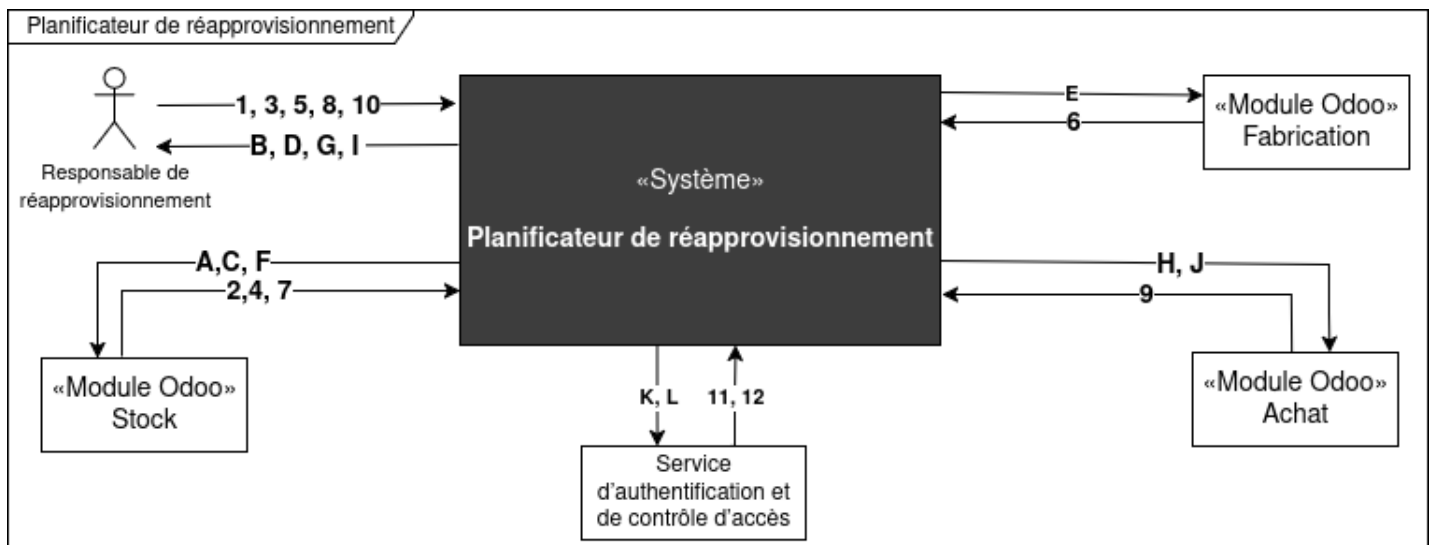 Planificateur de réapprovisionnement
1, 3, 5, 8, 10
B, D, G, I
Responsable de
réapprovisionnement
«Système»
Planificateur de réapprovisionnement
E
6
«Module Odoo»
Fabrication
A,C, F
2,4, 7
H, J
9
«Module Odoo»
Stock
K, L
11, 12
«Module Odoo»
Achat
Service
d'authentification et
de contrôle d'accès